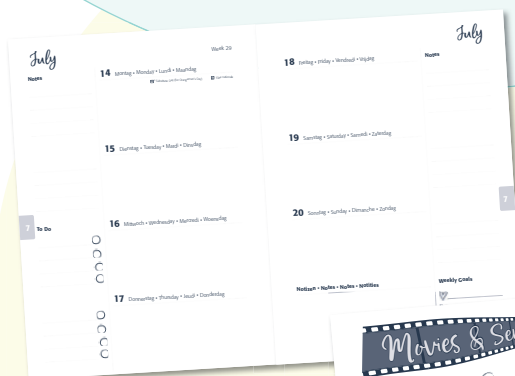 July
Week 29
Notes
14 Montag • Monday • Lundi • Maandag
15 Dienstag • Tuesday • Mardi • Dinsdag
7
To Do
16 Mittwoch • Wednesday • Mercredi • Woensdag
17 Donnerstag • Thursday • Jeudi • Donderdag
July
18 Freitag • Friday • Vendredi • Vrijdag
Notes
19 Samstag • Saturday • Samedi • Zaterdag
7
20 Sonntag • Sunday • Dimanche • Zondag
Notizen • Notes • Notes • Notities
Weekly Goals
Movies & Se